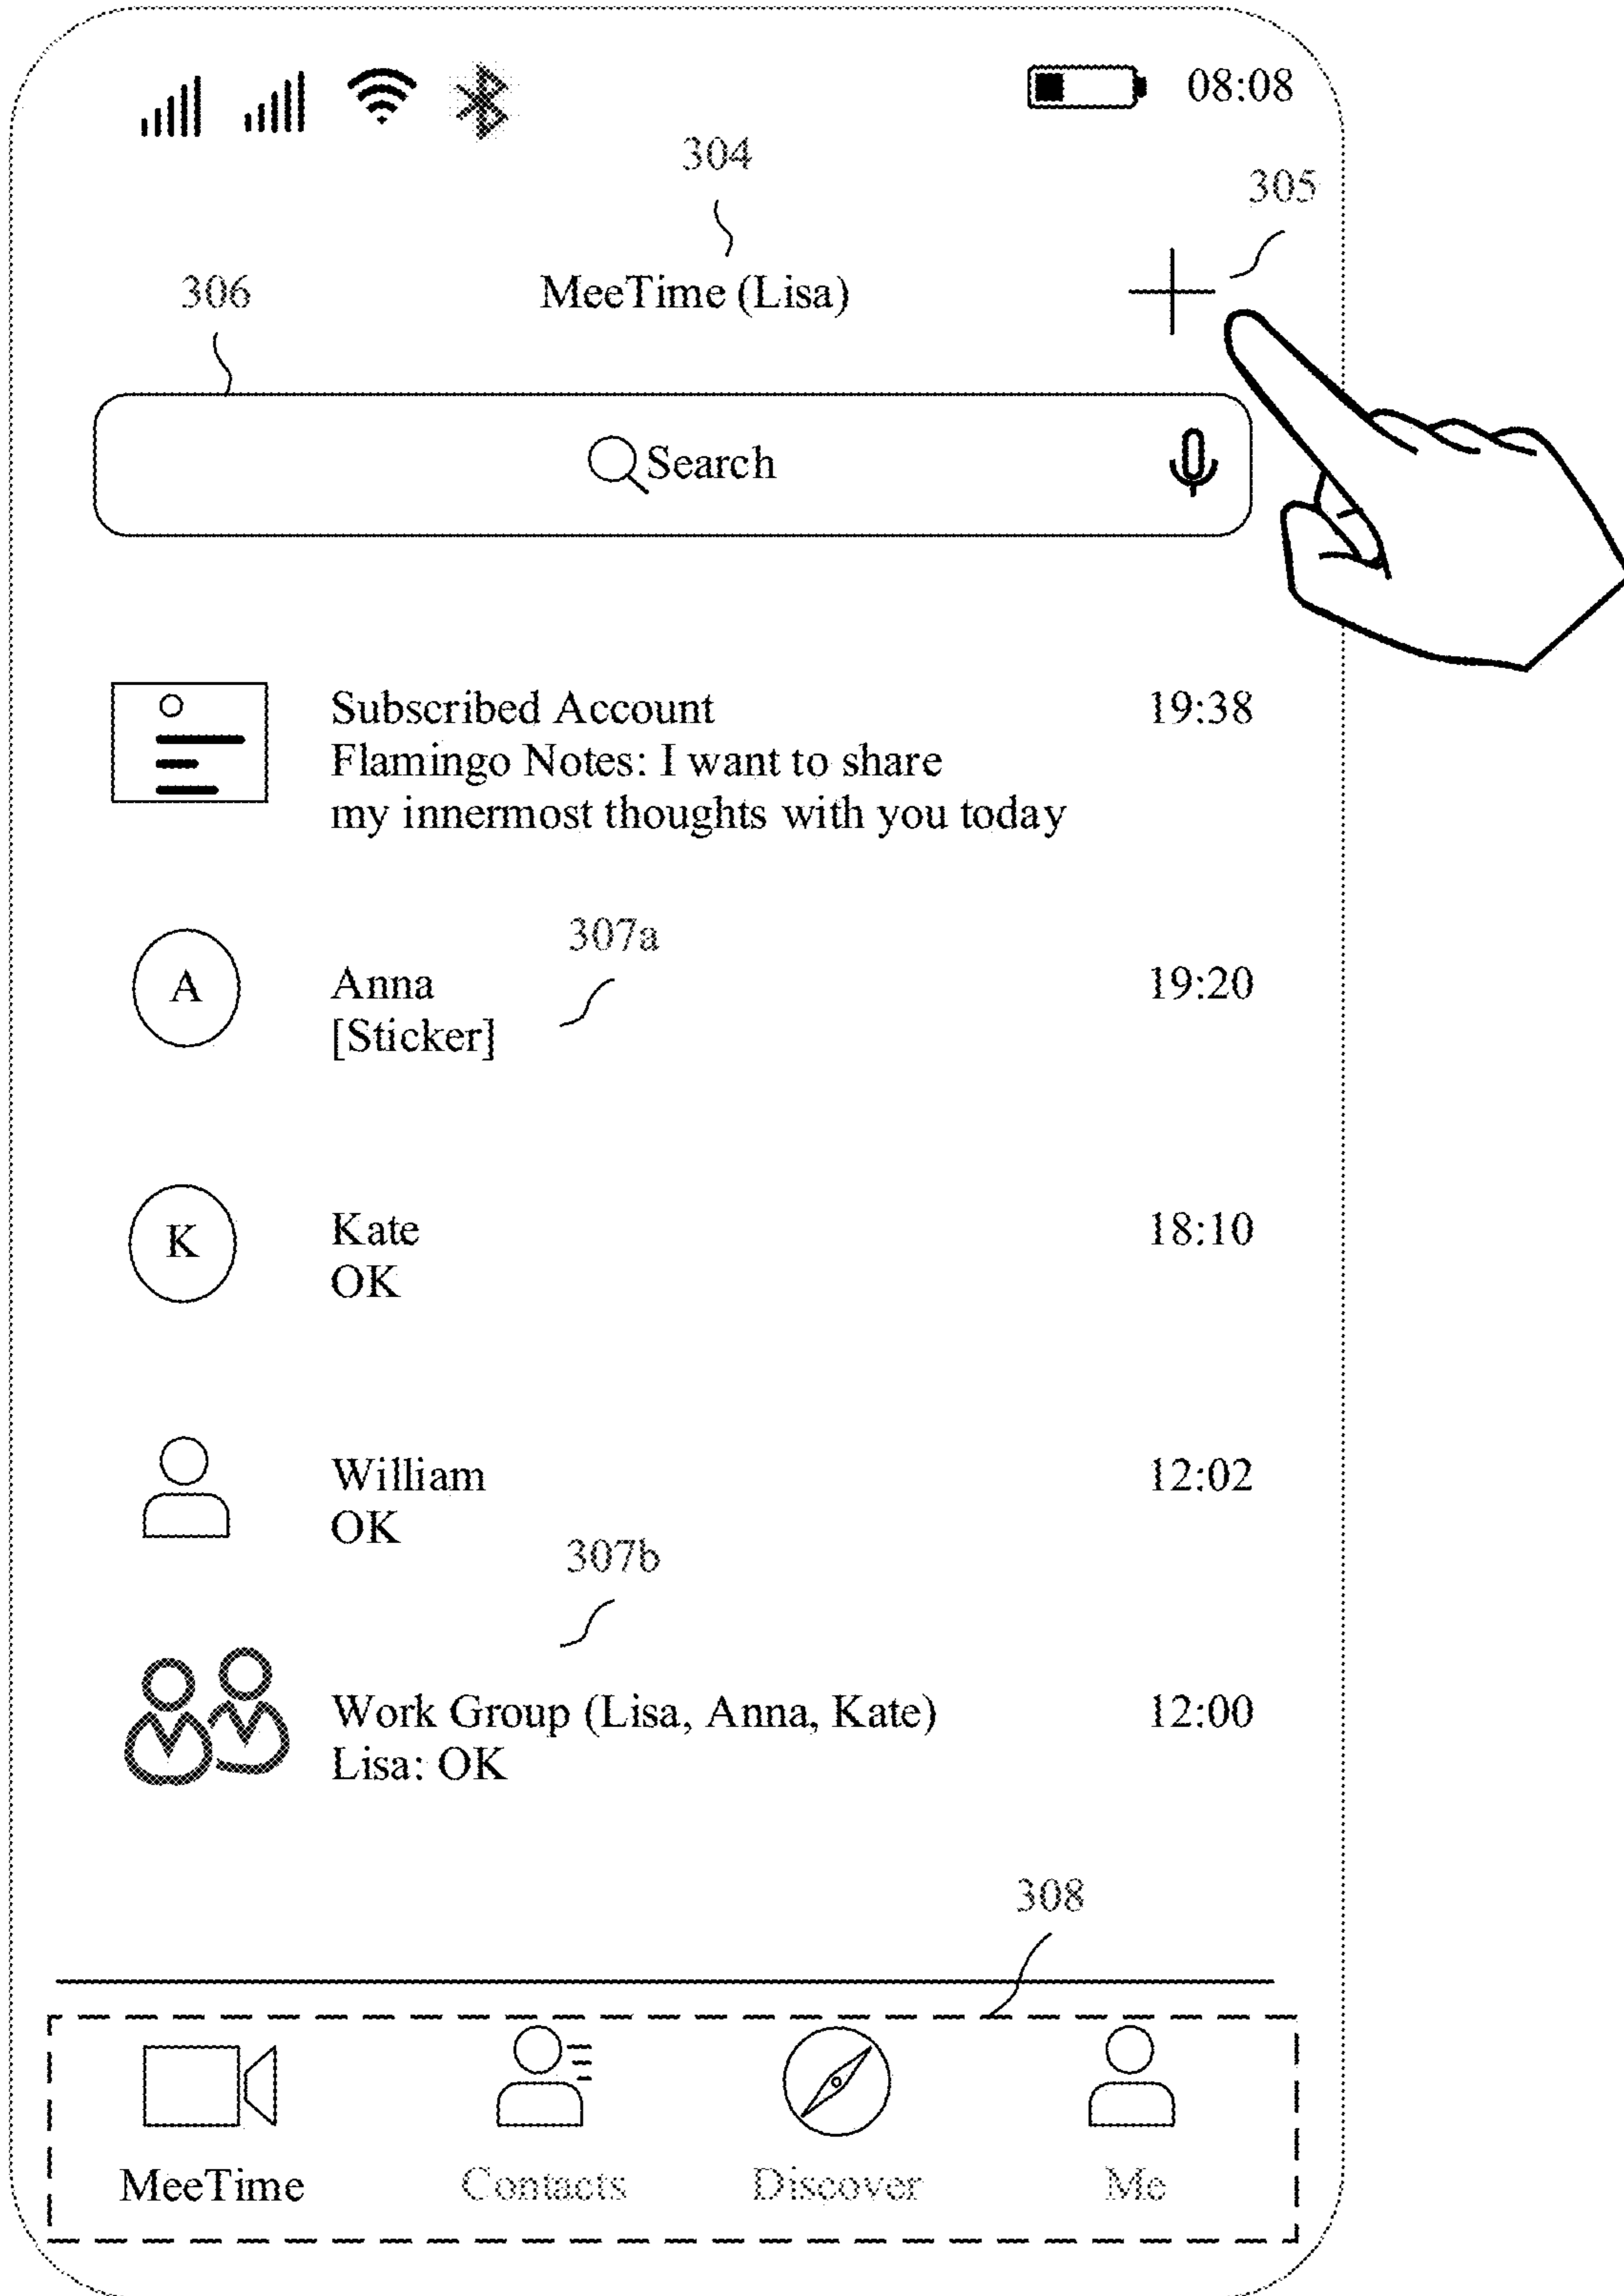 08:08
304
305
306
MeeTime (Lisa)
Search
Subscribed Account 19:38
Flamingo Notes: I want to share
my innermost thoughts with you today
307a
A
Anna 19:20
[Sticker]
K
Kate 18:10
OK
William 12:02
OK
307b
Work Group (Lisa, Anna, Kate) 12:00
Lisa: OK
308
MeeTime Contacts Discover Me